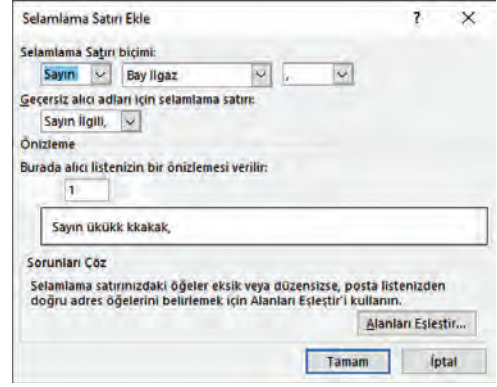 Selamlama Satırı Ekle ? ×
Selamlama Satırı biçimi:
Sayın Bay Ilgaz ,
Geçersiz alıcı adları için selamlama satırı:
Sayın İlgili,
Önizleme
Burada alıcı listenizin bir önizlemesi verilir:
1
Sayın ükükk kkakak,
Sorunları Çöz
Selamlama satırınızdaki öğeler eksik veya düzensizse, posta listenizden
doğru adres öğelerini belirlemek için Alanları Eşleştir'i kullanın.
Alanları Eşleştir...
Tamam İptal